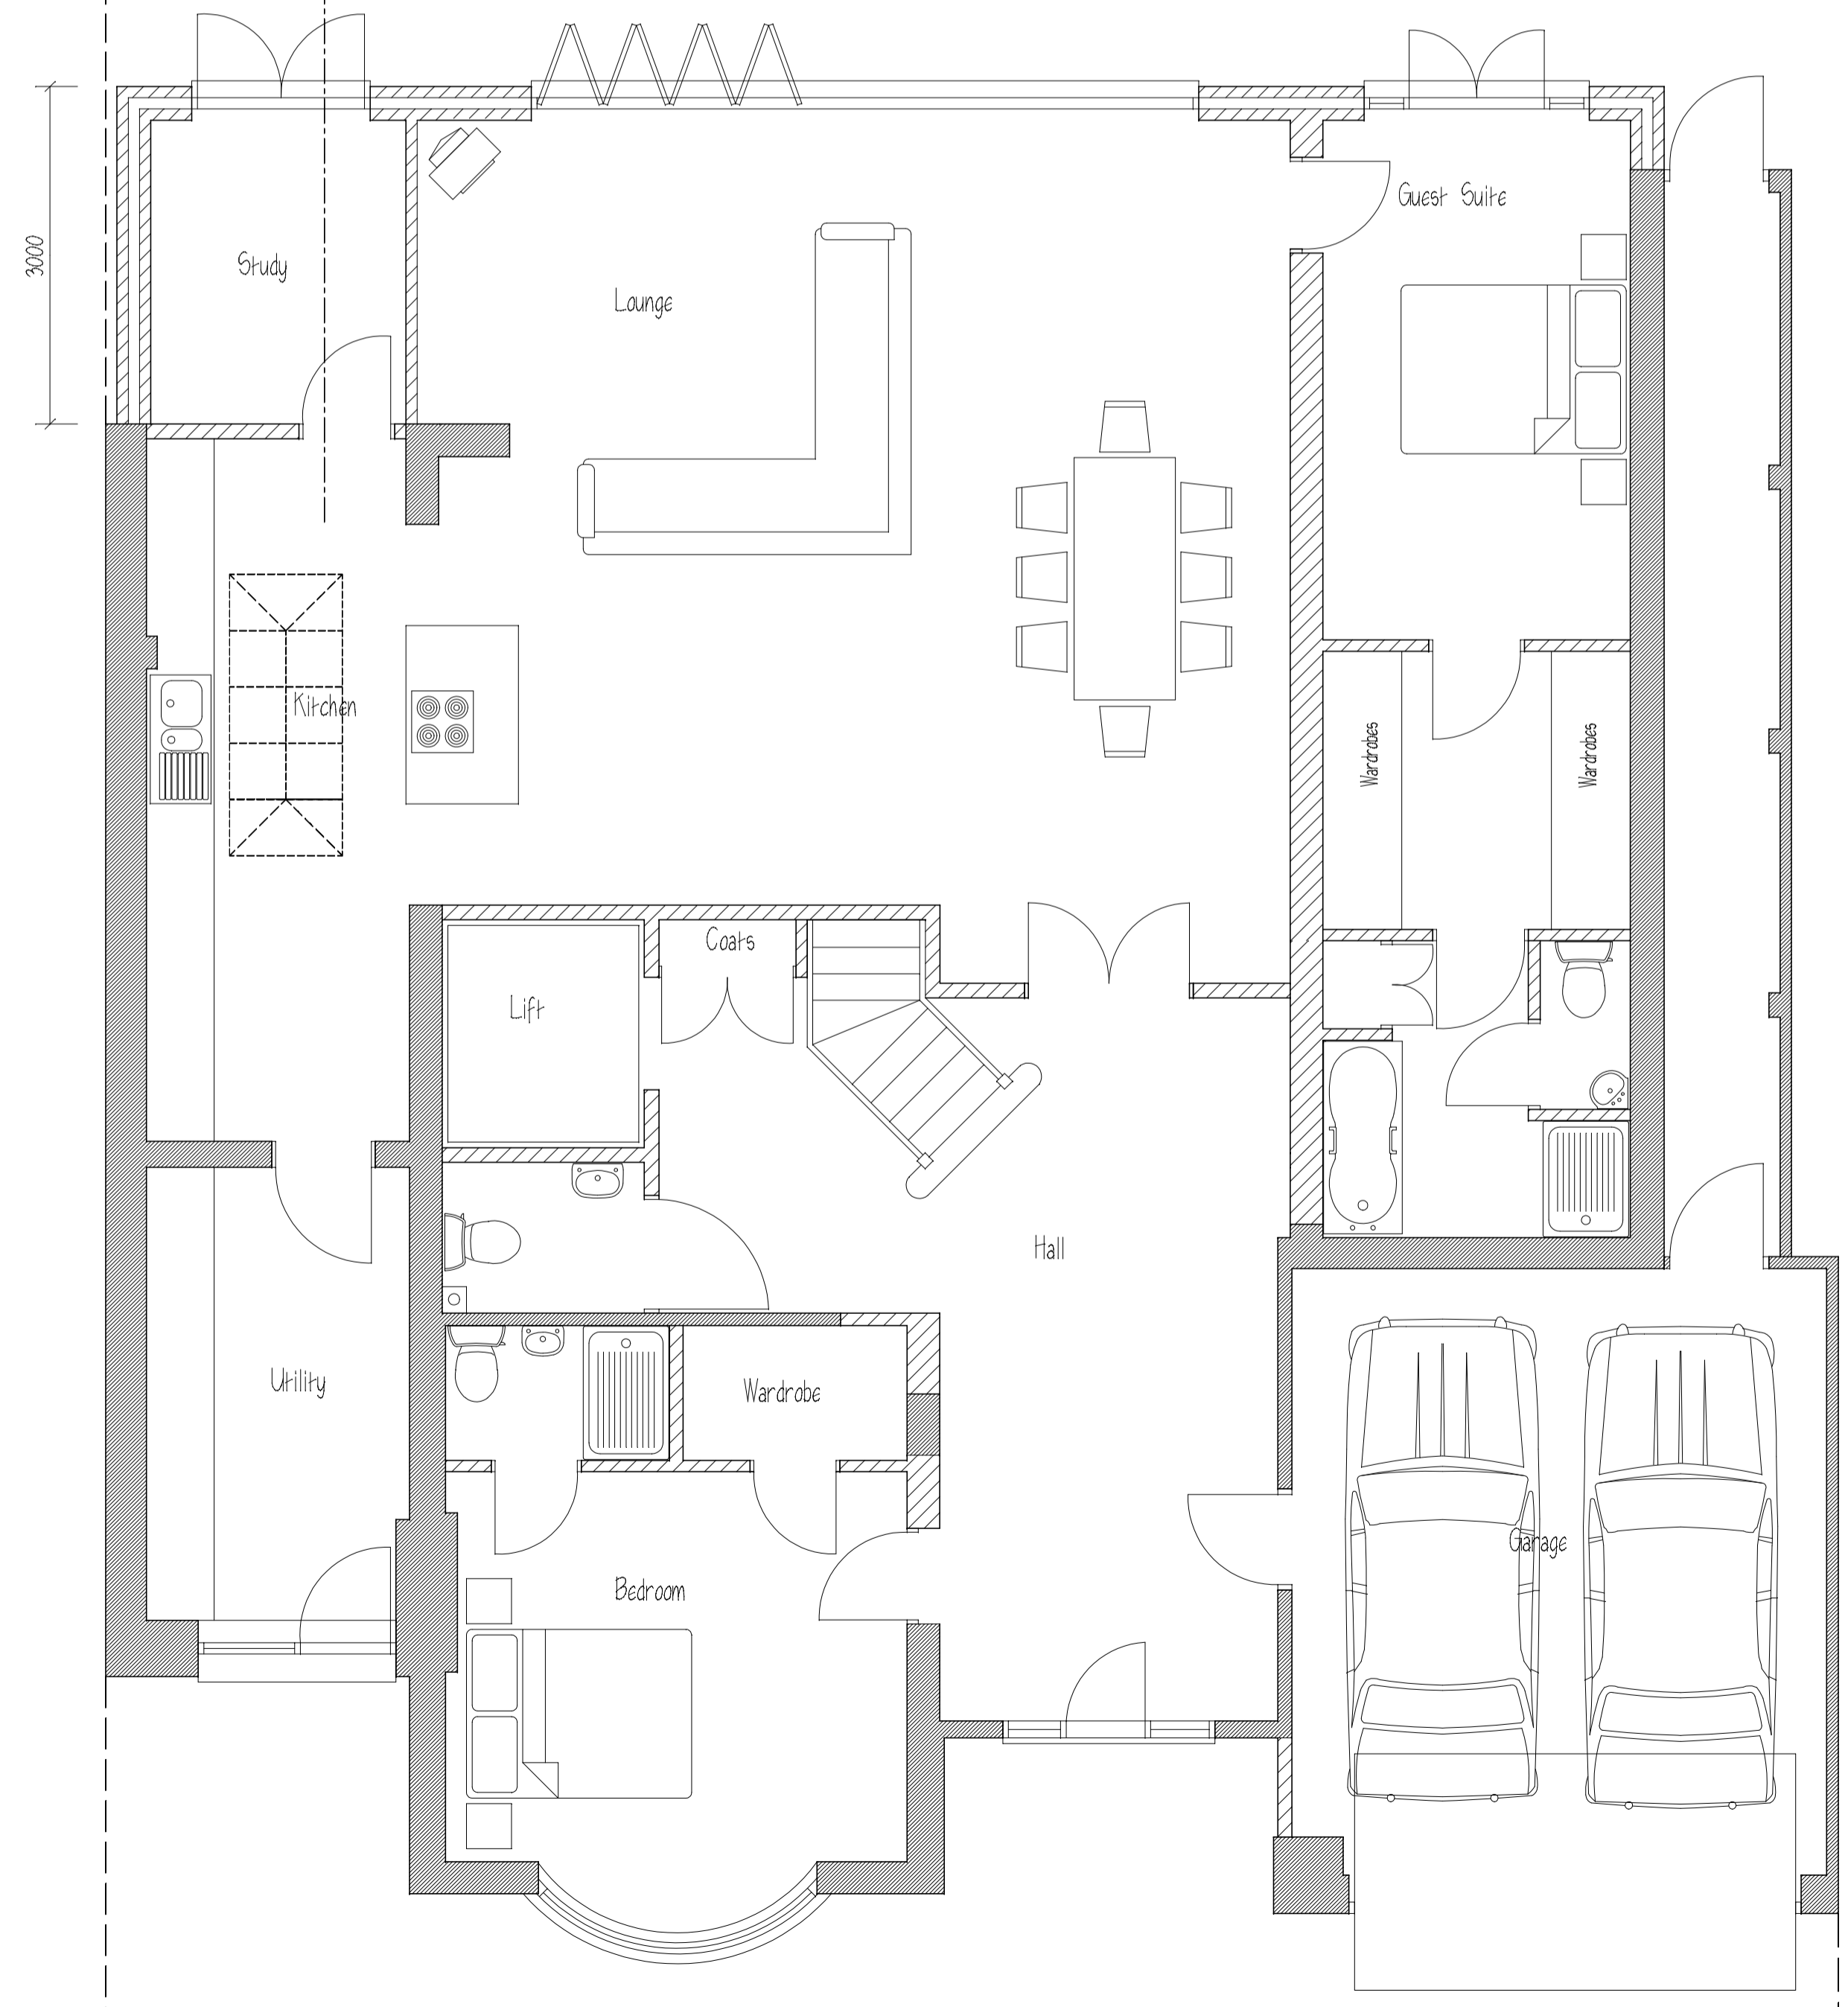 Guest Suite
3000
Study
Lounge
Kitchen
Wardrobes
Wardrobes
Coats
Lift
Hall
Utility
Wardrobe
Garage
Bedroom